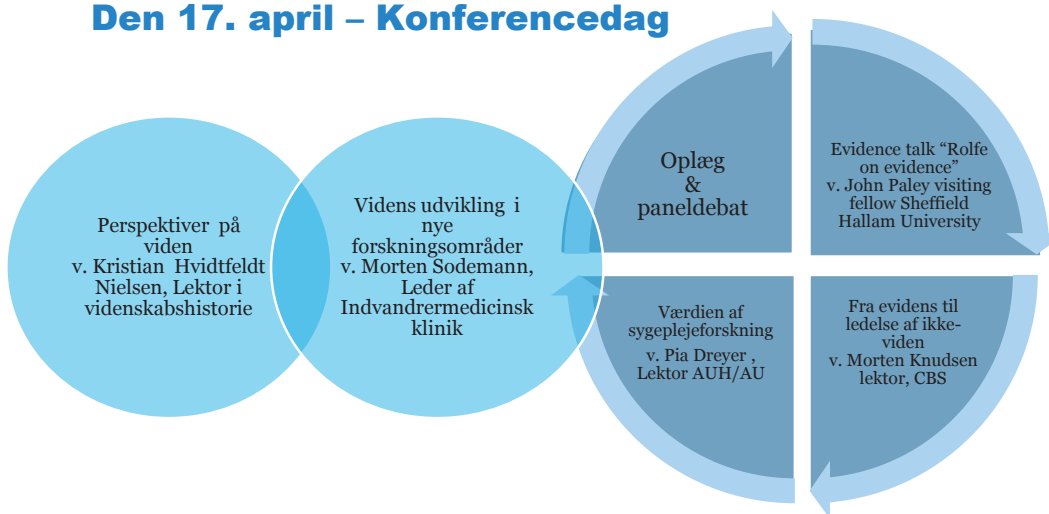 Den 17. april – Konferencedag
Perspektiver på
viden
v. Kristian Hvidtfeldt
Nielsen, Lektor i
videnskabshistorie
Videns udvikling i
nye
forskningsområder
v. Morten Sodemann,
Leder af
Indvandrermedicinsk
klinik
Oplæg
&
paneldebat
Evidence talk “Rolfe
on evidence”
v. John Paley visiting
fellow Sheffield
Hallam University
Værdien af
sygeplejeforskning
v. Pia Dreyer ,
Lektor AUH/AU
Fra evidens til
ledelse af ikke-
viden
v. Morten Knudsen
lektor, CBS